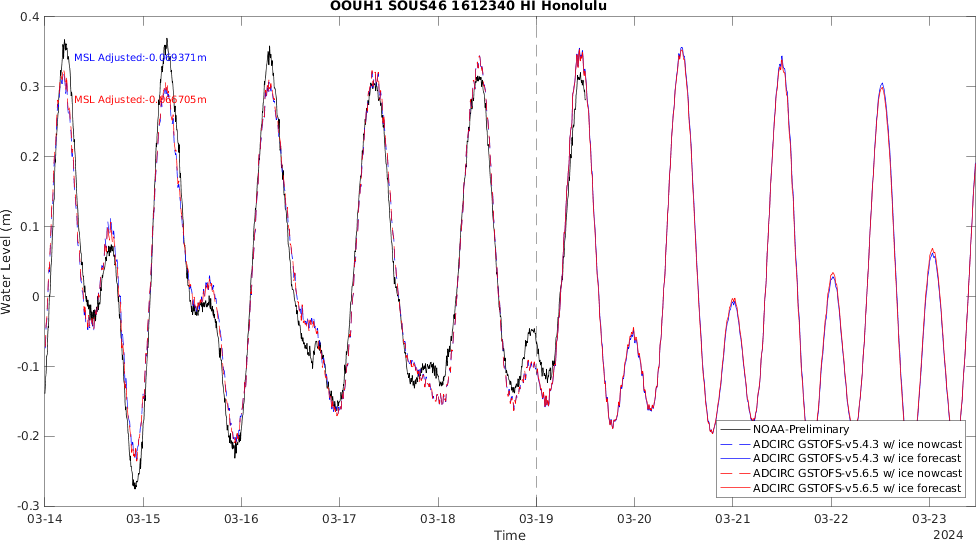 OOUH1 SOUS46 1612340 HI Honolulu
0.4
MSL Adjusted:-0.069371m
0.3
MSL Adjusted:-0.066705m
0.2
0.1
Water Level (m)
0
-0.1
-0.2
-0.3
NOAA-Preliminary
ADCIRC GSTOFS-v5.4.3 w/ ice nowcast
ADCIRC GSTOFS-v5.4.3 w/ ice forecast
ADCIRC GSTOFS-v5.6.5 w/ ice nowcast
ADCIRC GSTOFS-v5.6.5 w/ ice forecast
03-14 03-15 03-16 03-17 03-18 03-19 03-20 03-21 03-22 03-23
Time
2024